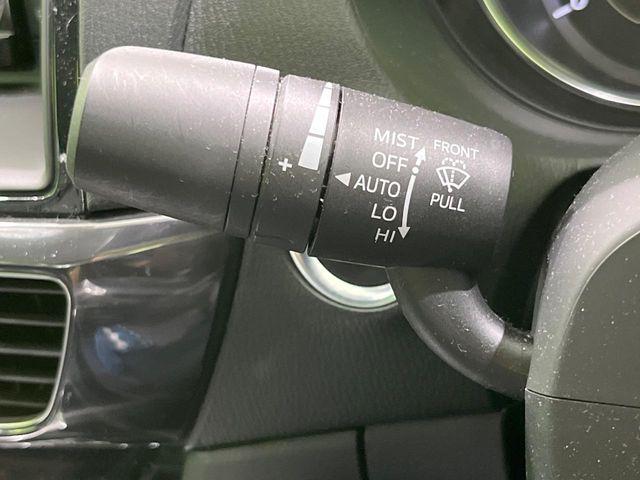 MIST
OFF
AUTO
LO
HI
FRONT
PULL
+